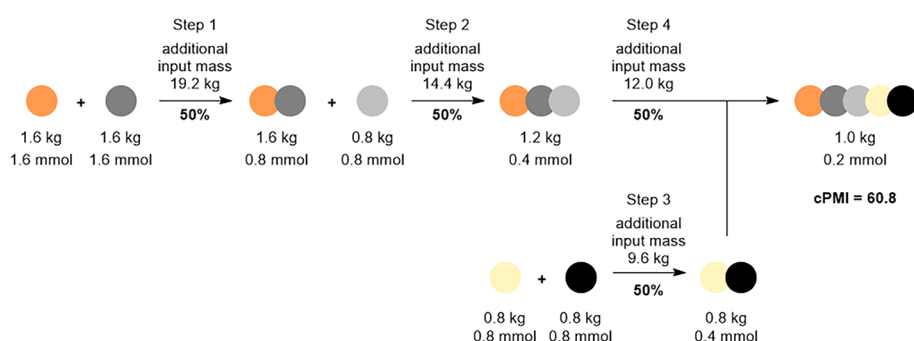 Step 1
additional
input mass
19.2 kg
50%
Step 2
additional
input mass
14.4 kg
50%
Step 4
additional
input mass
12.0 kg
50%
+
+
1.6 kg
1.6 mmol
1.6 kg
1.6 mmol
1.6 kg
0.8 mmol
0.8 kg
0.8 mmol
1.2 kg
0.4 mmol
1.0 kg
0.2 mmol
cPMI = 60.8
Step 3
additional
input mass
9.6 kg
50%
+
0.8 kg
0.8 mmol
0.8 kg
0.8 mmol
0.8 kg
0.4 mmol